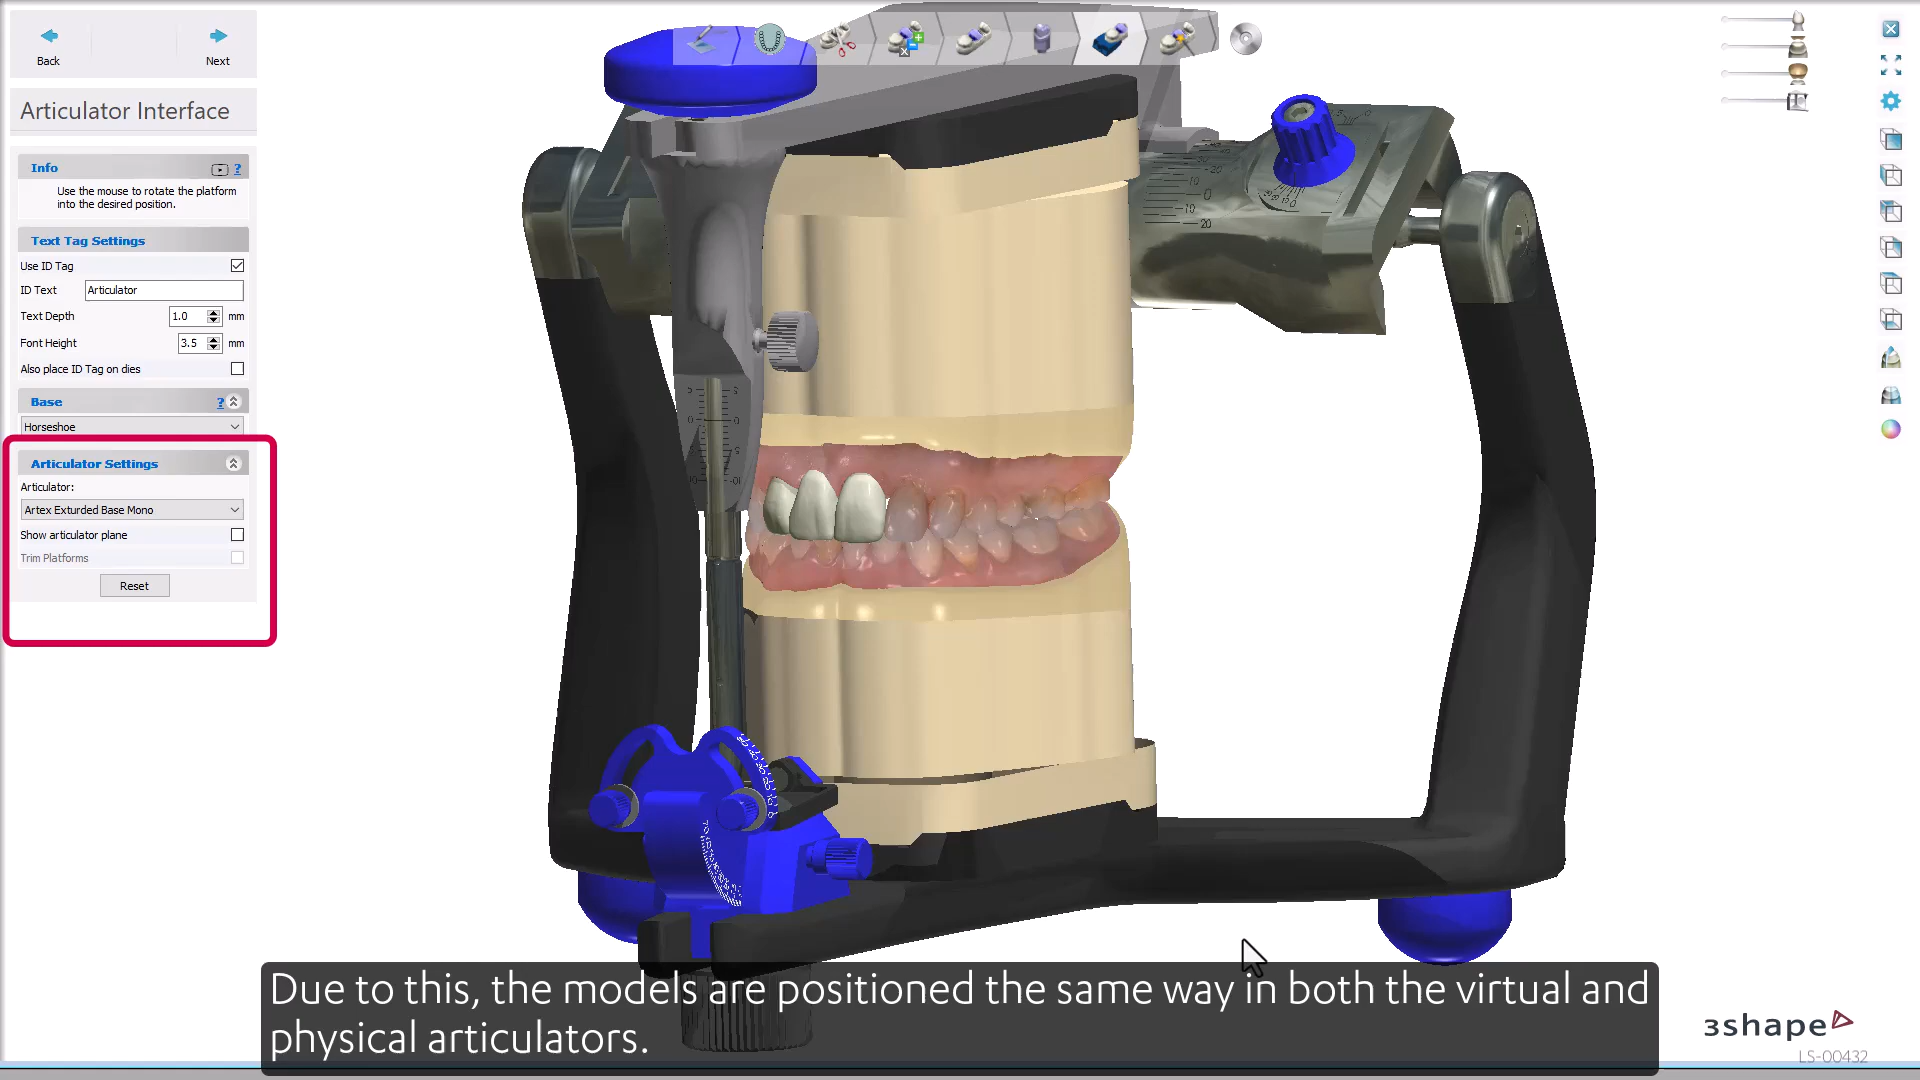 Back
Next
Articulator Interface
Info
?
Use the mouse to rotate the platform
into the desired position.
Text Tag Settings
Use ID Tag
ID Text
Articulator
Text Depth
1.0
mm
Font Height
3.5
mm
Also place ID Tag on dies
Base
?
Horseshoe
Articulator Settings
Articulator:
Artex Exturded Base Mono
Show articulator plane
Trim Platforms
Reset
Due to this, the models are positioned the same way in both the virtual and
physical articulators.
3shape
LS-00432